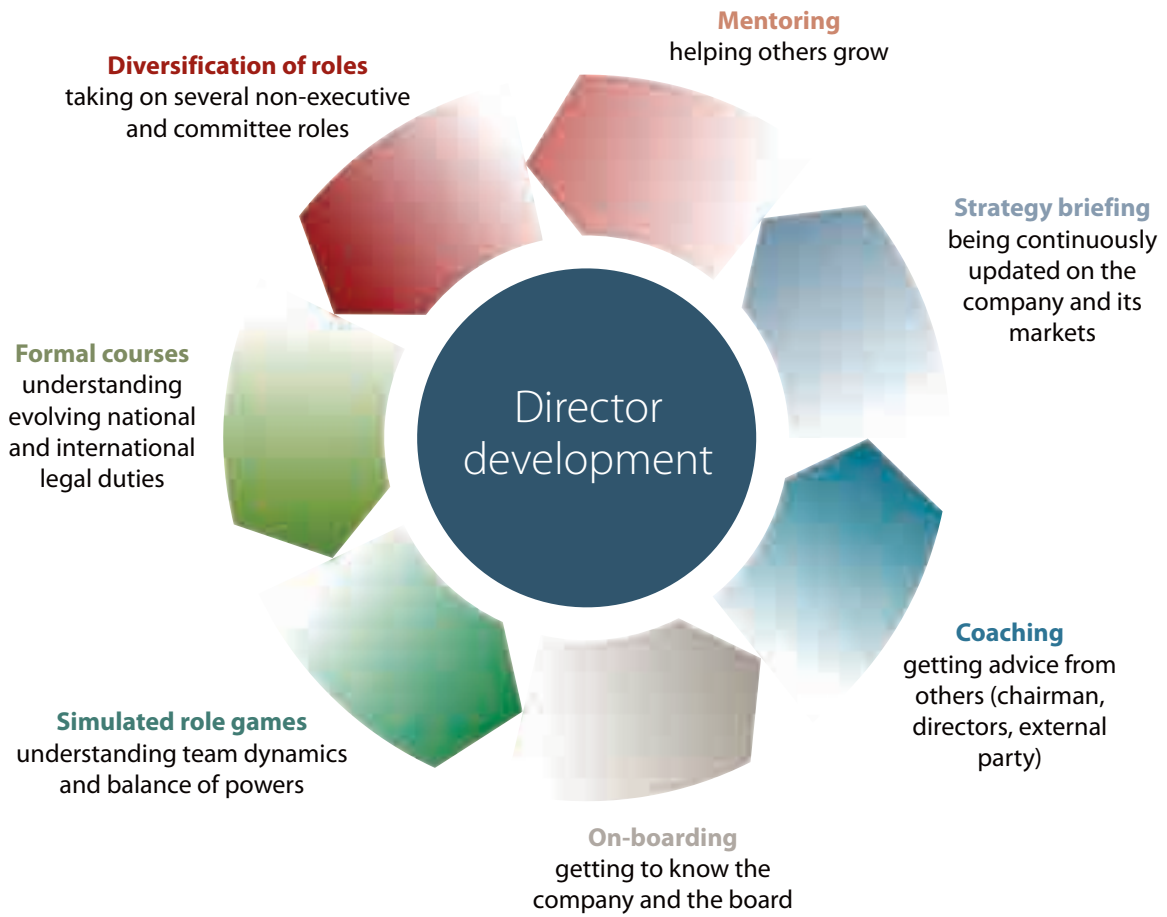 Mentoring
helping others grow
Diversification of roles
taking on several non-executive
and committee roles
Strategy briefing
being continuously
updated on the
company and its
markets
Formal courses
understanding
evolving national
and international
legal duties
Director
development
Coaching
getting advice from
others (chairman,
directors, external
party)
Simulated role games
understanding team dynamics
and balance of powers
On-boarding
getting to know the
company and the board